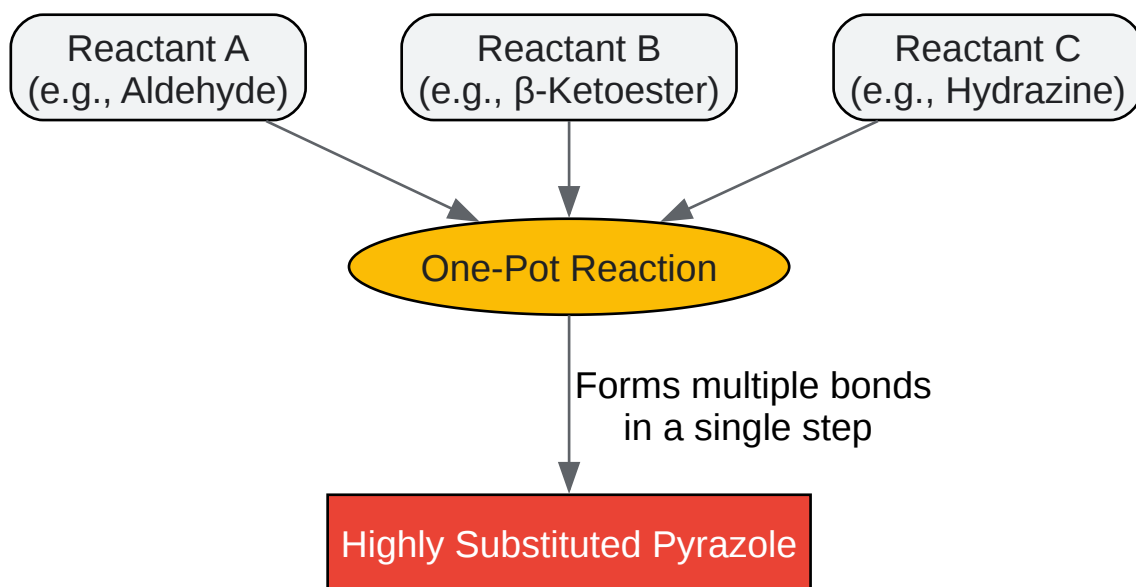 Reactant A
(e.g., Aldehyde)
Reactant B
(e.g., β-Ketoester)
Reactant C
(e.g., Hydrazine)
One-Pot Reaction
Forms multiple bonds
in a single step
Highly Substituted Pyrazole